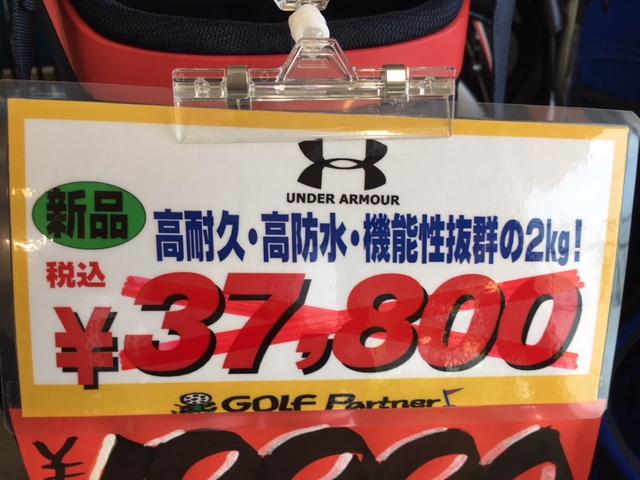 UNDER ARMOUR
新品
高耐久・高防水・機能性抜群の2kg!
税込
¥37,800
GOLF Partner
¥